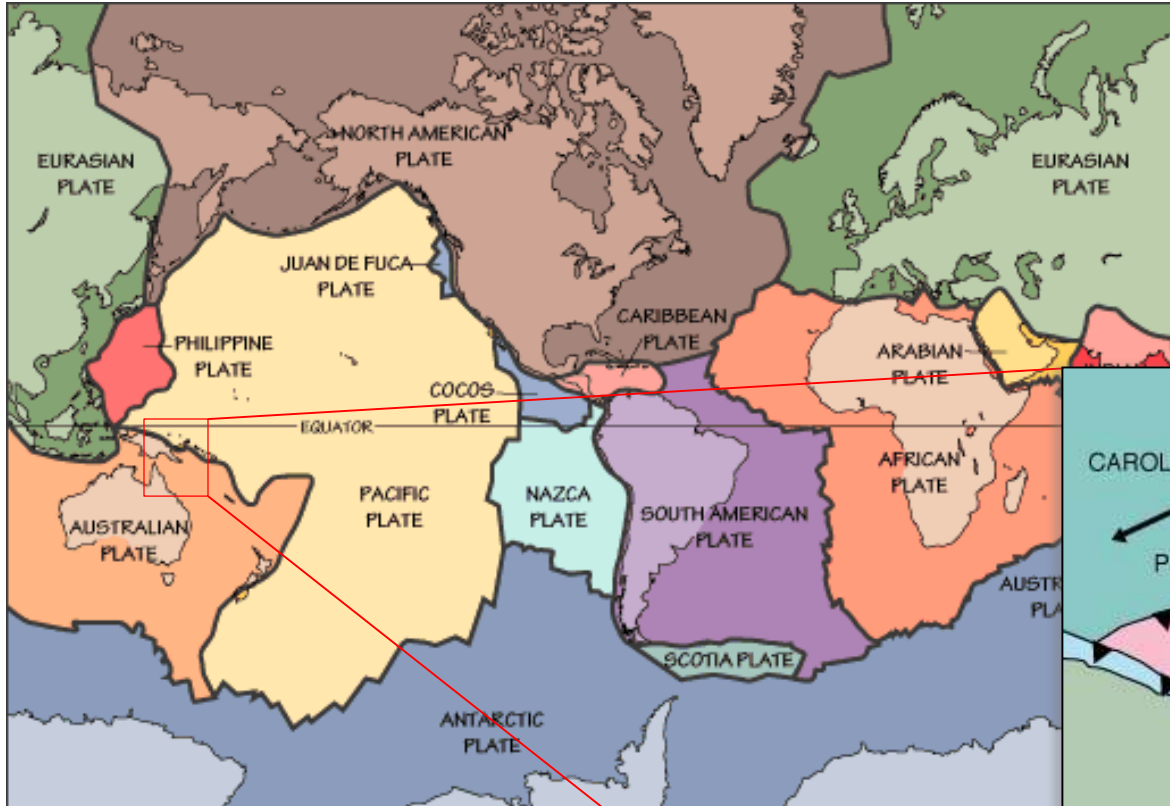 NORTH AMERICAN
PLATE
EURASIAN
PLATE
EURASIAN
PLATE
JUAN DE FUCA
PLATE
CARIBBEAN
PLATE
PHILIPPINE
PLATE
ARABIAN
PLATE
COCOS
PLATE
EQUATOR
AFRICAN
PLATE
CAROL
PACIFIC
PLATE
NAZCA
PLATE
SOUTH AMERICAN
PLATE
AUSTRALIAN
PLATE
P
AUSTR
PLA
SCOTIA PLATE
ANTARCTIC
PLATE